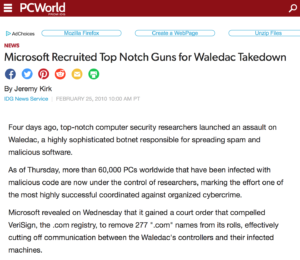 PCWorld
FROM IDG
AdChoices
Mozilla Firefox
Create a WebPage
Unzip Files
NEWS
Microsoft Recruited Top Notch Guns for Waledac Takedown
By Jeremy Kirk
IDG News Service | FEBRUARY 25, 2010 10:00 AM PT
Four days ago, top-notch computer security researchers launched an assault on
Waledac, a highly sophisticated botnet responsible for spreading spam and
malicious software.
As of Thursday, more than 60,000 PCs worldwide that have been infected with
malicious code are now under the control of researchers, marking the effort one of
the most highly successful coordinated against organized cybercrime.
Microsoft revealed on Wednesday that it gained a court order that compelled
VeriSign, the .com registry, to remove 277 ".com" names from its rolls, effectively
cutting off communication between the Waledac's controllers and their infected
machines.